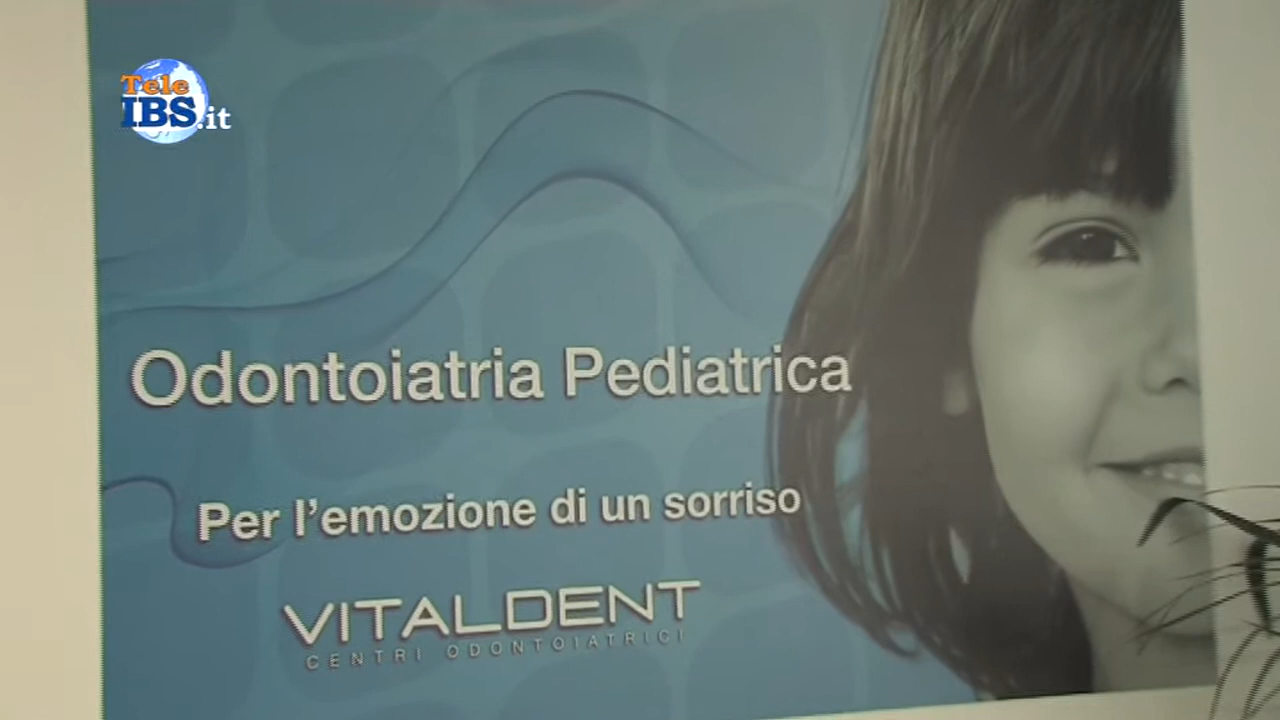 Tele
IBS.it
Odontoiatria Pediatrica
Per l'emozione di un sorriso
VITALDENT
CENTRI ODONTOIATRICI